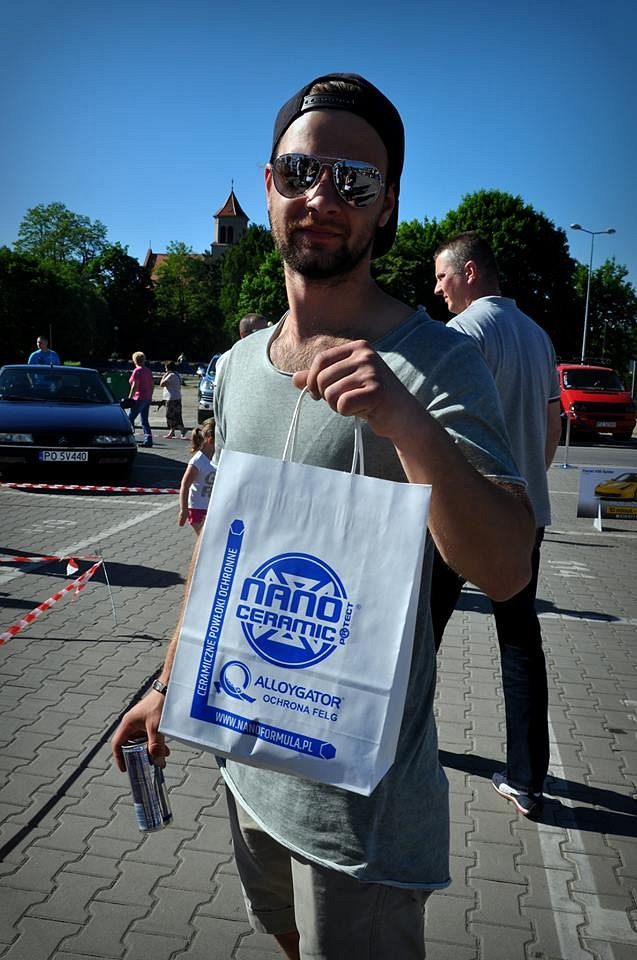 CERAMICZNE POWŁOKI OCHRONNE
NANO
CERAMIC
PROTECT
®
ALLOYGATOR®
OCHRONA FELG
WWW.NANOFORMULA.PL
PO 5V440